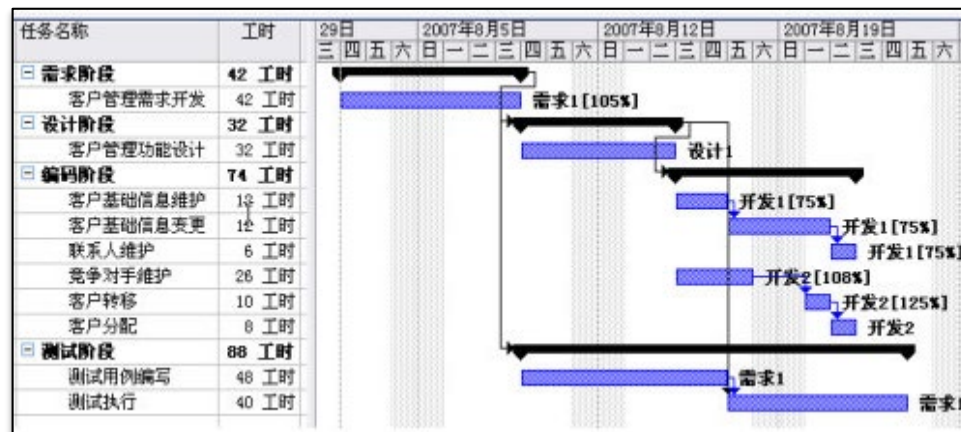 任务名称 工时 29日 2007年8月5日 2007年8月12日 2007年8月19日
三 四 五 六 日 一 二 三 四 五 六 日 一 二 三 四 五 六 日 一 二 三 四 五 六
需求阶段 42 工时
客户管理需求开发 42 工时 需求1[105%]
设计阶段 32 工时
客户管理功能设计 32 工时 设计1
编码阶段 74 工时
客户基础信息维护 工时 开发1[75%]
客户基础信息变更 12 工时 开发1[75%]
联系人维护 6 工时 开发1[75%]
竞争对手维护 26 工时 开发2[108%]
客户转移 10 工时 开发2[125%]
客户分配 8 工时 开发2
测试阶段 88 工时
测试用例编写 48 工时 需求1
测试执行 40 工时 需求1